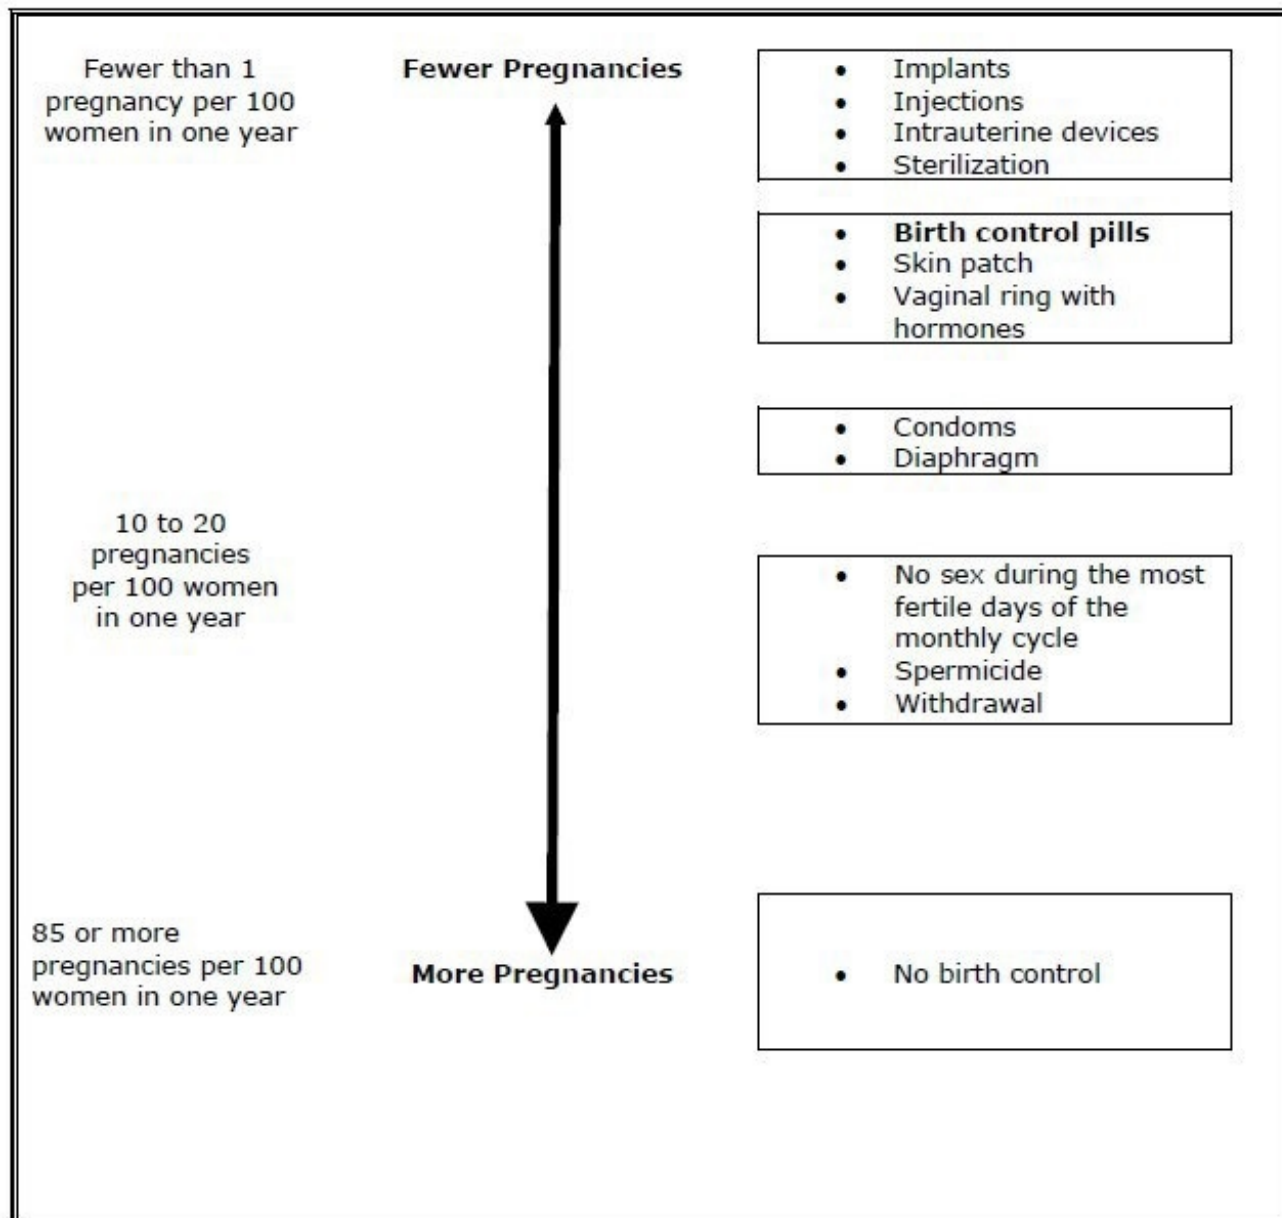 Fewer than 1
pregnancy per 100
women in one year
Fewer Pregnancies
• Implants
• Injections
• Intrauterine devices
• Sterilization
• Birth control pills
• Skin patch
• Vaginal ring with
hormones
• Condoms
• Diaphragm
10 to 20
pregnancies
per 100 women
in one year
• No sex during the most
fertile days of the
monthly cycle
• Spermicide
• Withdrawal
85 or more
pregnancies per 100
women in one year
More Pregnancies
• No birth control